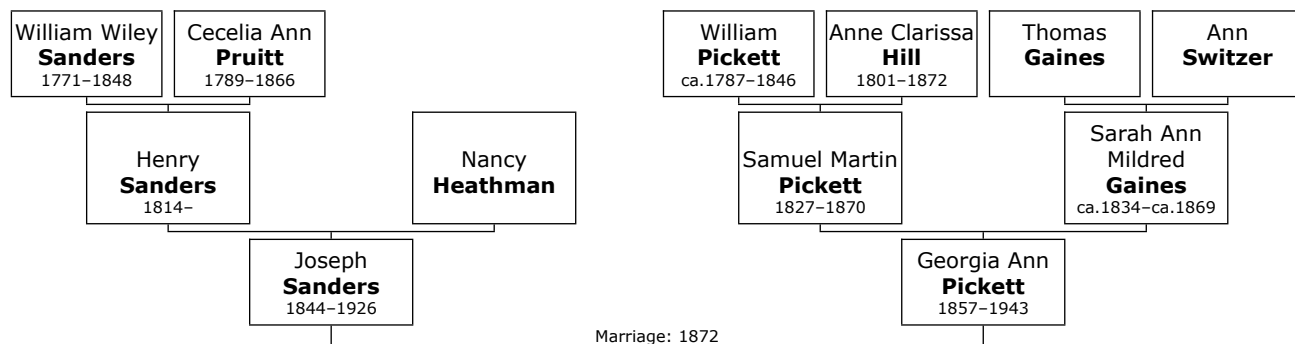 William Wiley
Sanders
1771–1848
Cecelia Ann
Pruitt
1789–1866
William
Pickett
ca.1787–1846
Anne Clarissa
Hill
1801–1872
Thomas
Gaines
Ann
Switzer
Henry
Sanders
1814–
Nancy
Heathman
Samuel Martin
Pickett
1827–1870
Sarah Ann
Mildred
Gaines
ca.1834–ca.1869
Joseph
Sanders
1844–1926
Georgia Ann
Pickett
1857–1943
Marriage: 1872